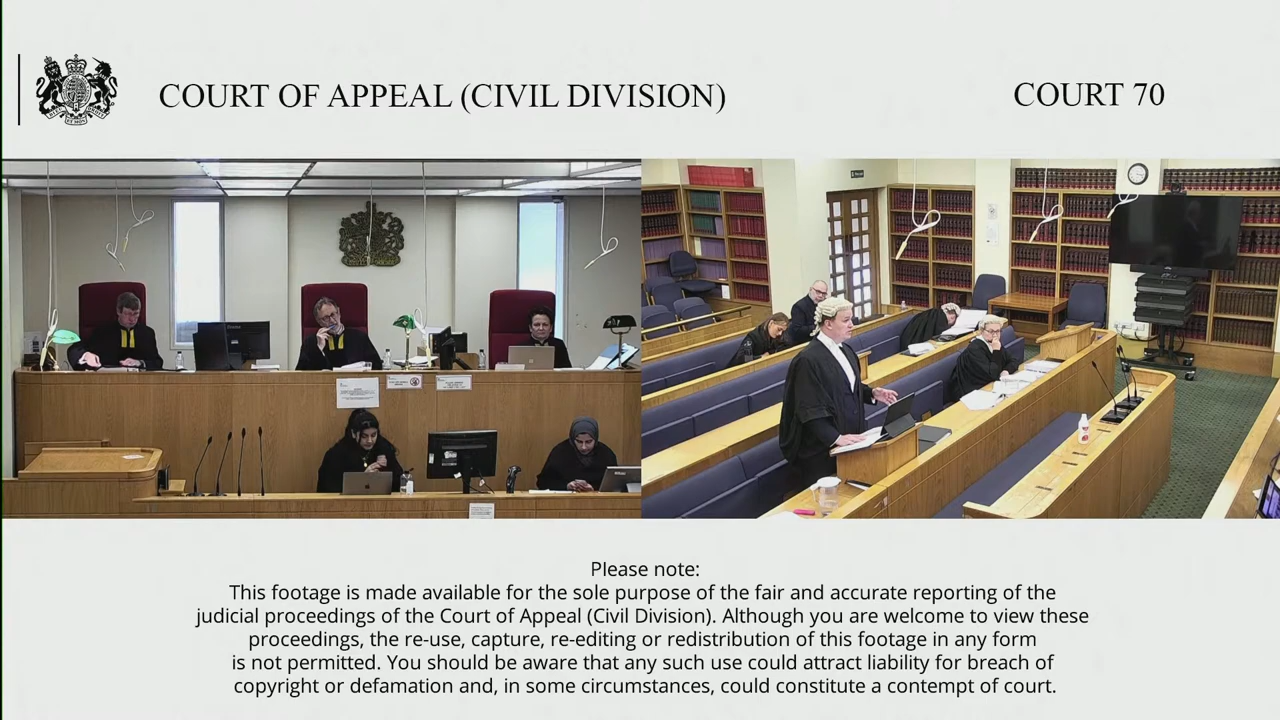 COURT OF APPEAL (CIVIL DIVISION)
COURT 70
Please note:
This footage is made available for the sole purpose of the fair and accurate reporting of the
judicial proceedings of the Court of Appeal (Civil Division). Although you are welcome to view these
proceedings, the re-use, capture, re-editing or redistribution of this footage in any form
is not permitted. You should be aware that any such use could attract liability for breach of
copyright or defamation and, in some circumstances, could constitute a contempt of court.